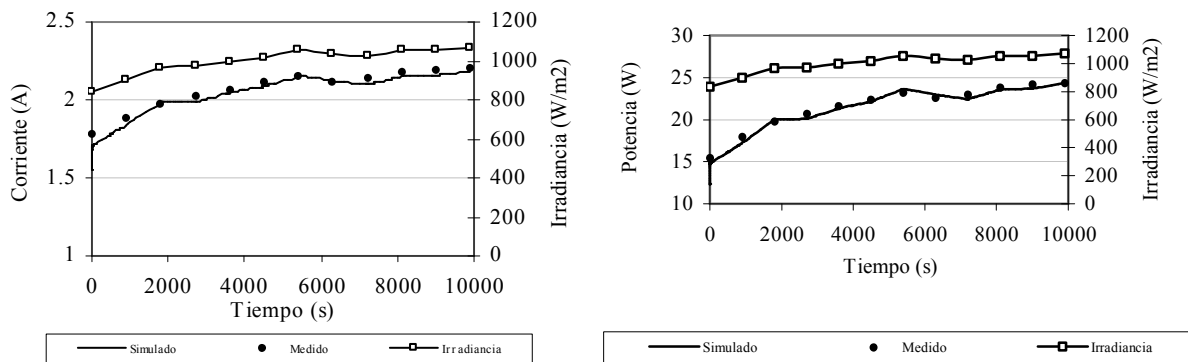 2.5
2
1.5
1
Corriente (A)
1200
1000
800
600
400
200
0
Irradiancia (W/m2)
0 2000 4000 6000 8000 10000
Tiempo (s)
Simulado Medido Irradiancia
30
25
20
15
10
Potencia (W)
1200
1000
800
600
400
200
0
Irradiancia (W/m2)
0 2000 4000 6000 8000 10000
Tiempo (s)
Simulado Medido Irradiancia